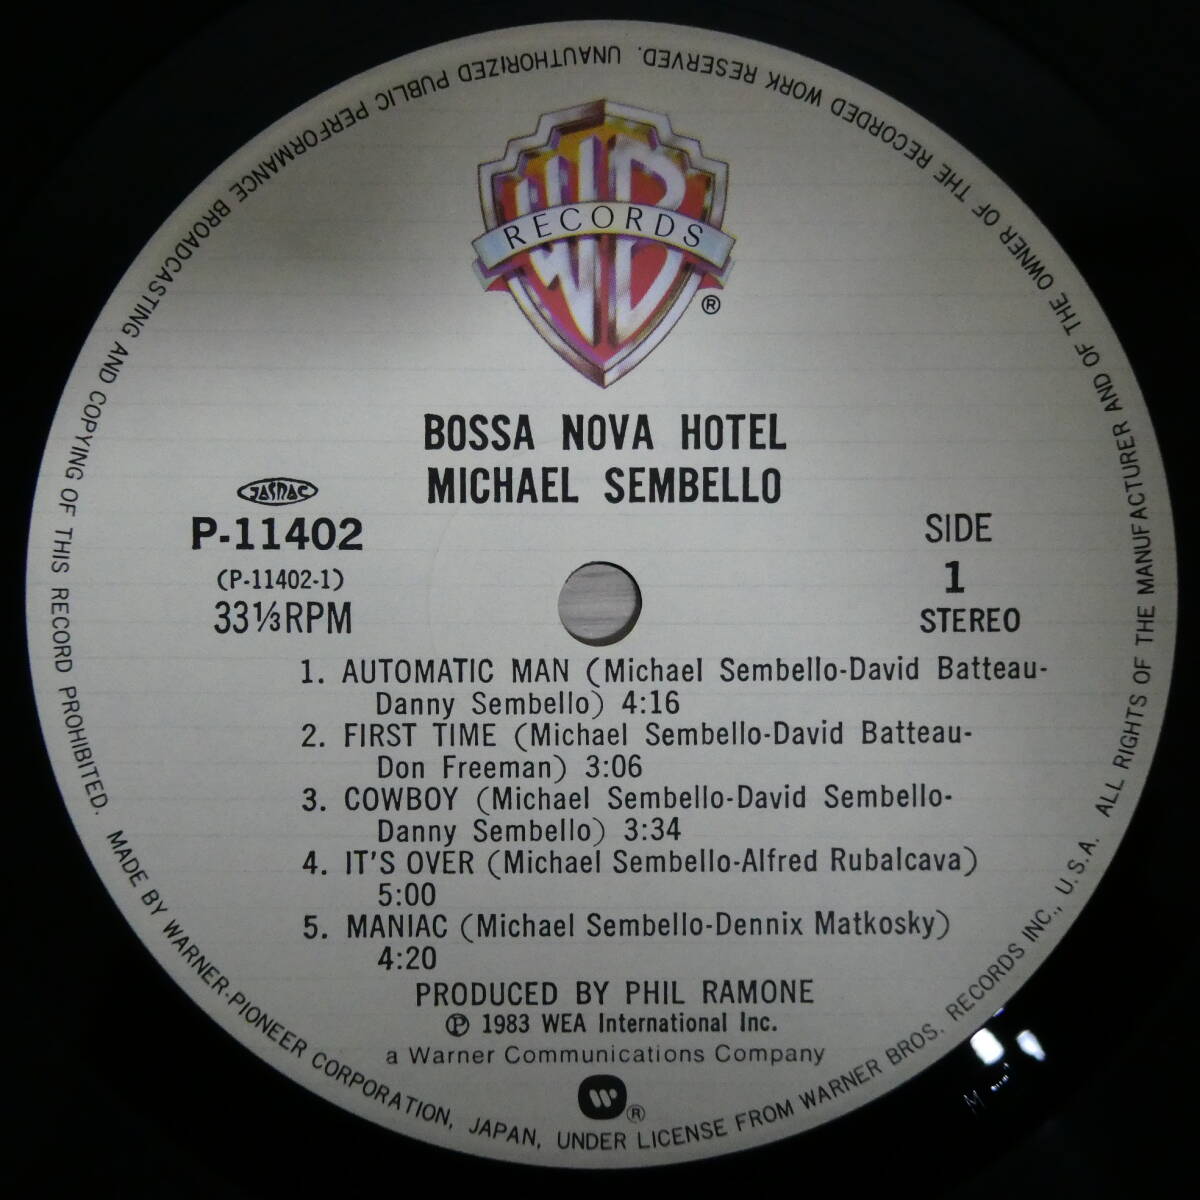 WB
RECORDS
®
BOSSA NOVA HOTEL
MICHAEL SEMBELLO
JASRAC
P-11402
(P-11402-1)
33⅓RPM
SIDE
1
STEREO
1. AUTOMATIC MAN (Michael Sembello-David Batteau-
Danny Sembello) 4:16
2. FIRST TIME (Michael Sembello-David Batteau-
Don Freeman) 3:06
3. COWBOY (Michael Sembello-David Sembello-
Danny Sembello) 3:34
4. IT'S OVER (Michael Sembello-Alfred Rubalcava)
5:00
5. MANIAC (Michael Sembello-Dennix Matkosky)
4:20
PRODUCED BY PHIL RAMONE
℗ 1983 WEA International Inc.
a Warner Communications Company
®
MADE BY WARNER-PIONEER CORPORATION, JAPAN, UNDER LICENSE FROM WARNER BROS. RECORDS INC., U.S.A. ALL RIGHTS OF THE MANUFACTURER AND OF THE OWNER OF THE RECORDED WORK RESERVED. UNAUTHORIZED PUBLIC PERFORMANCE BROADCASTING AND COPYING OF THIS RECORD PROHIBITED.